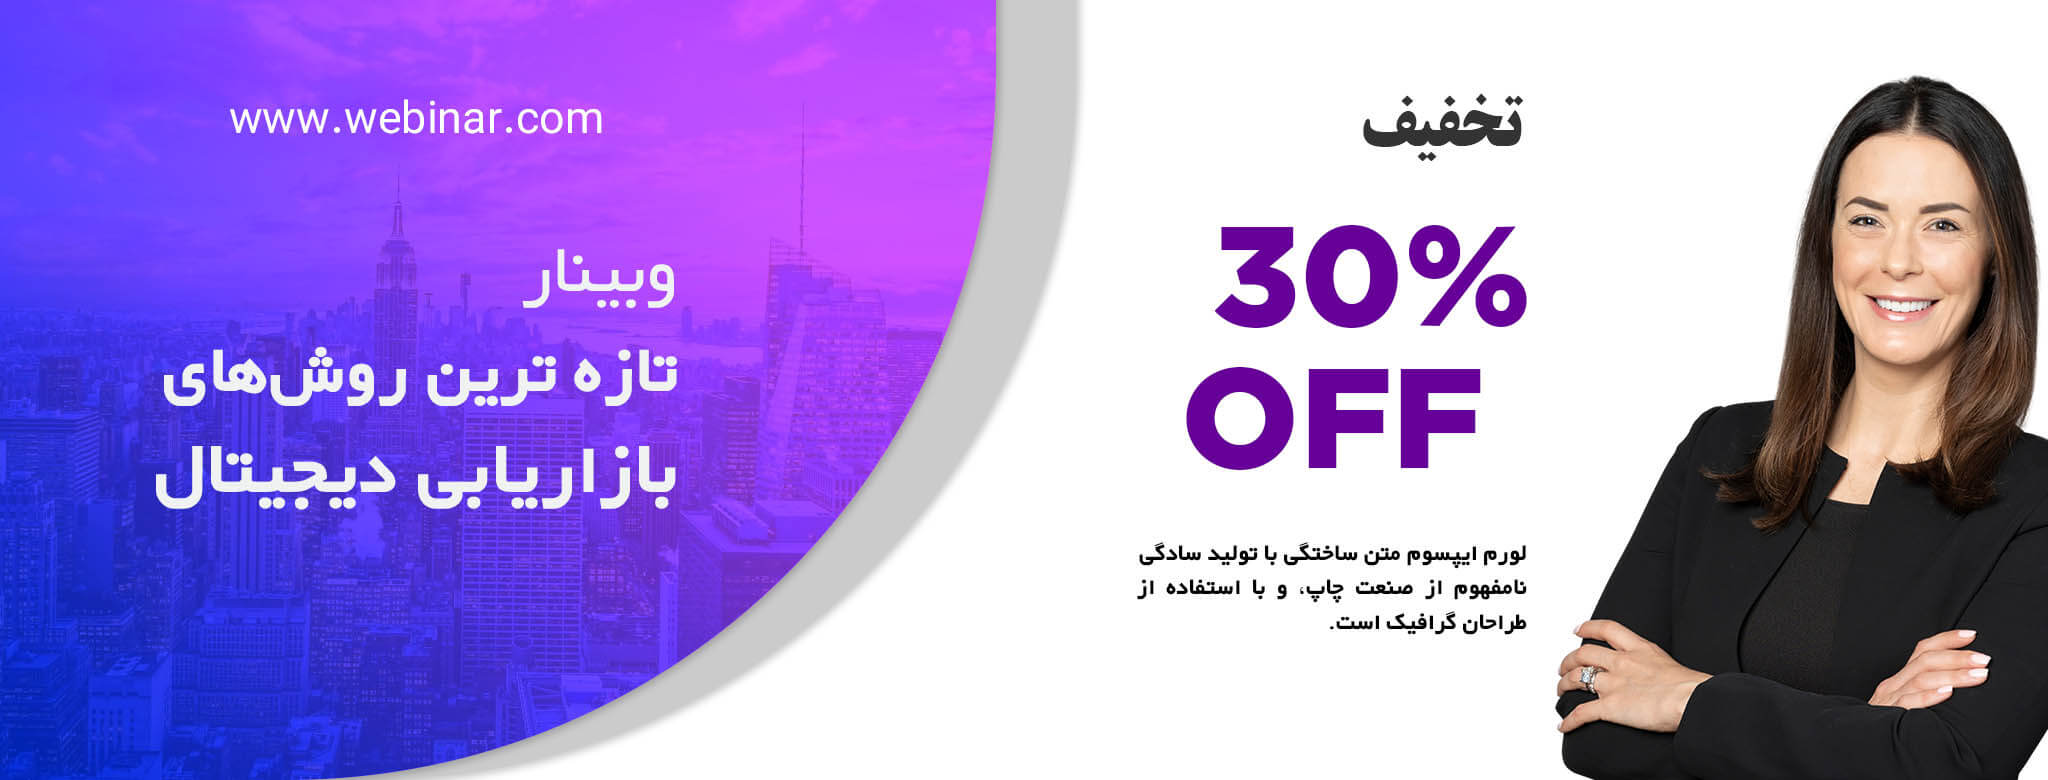 www.webinar.com
وبینار
تازه ترین روش‌های
بازاریابی دیجیتال
تخفیف
30%
OFF
لورم ایپسوم متن ساختگی با تولید سادگی
نامفهوم از صنعت چاپ، و با استفاده از
طراحان گرافیک است.